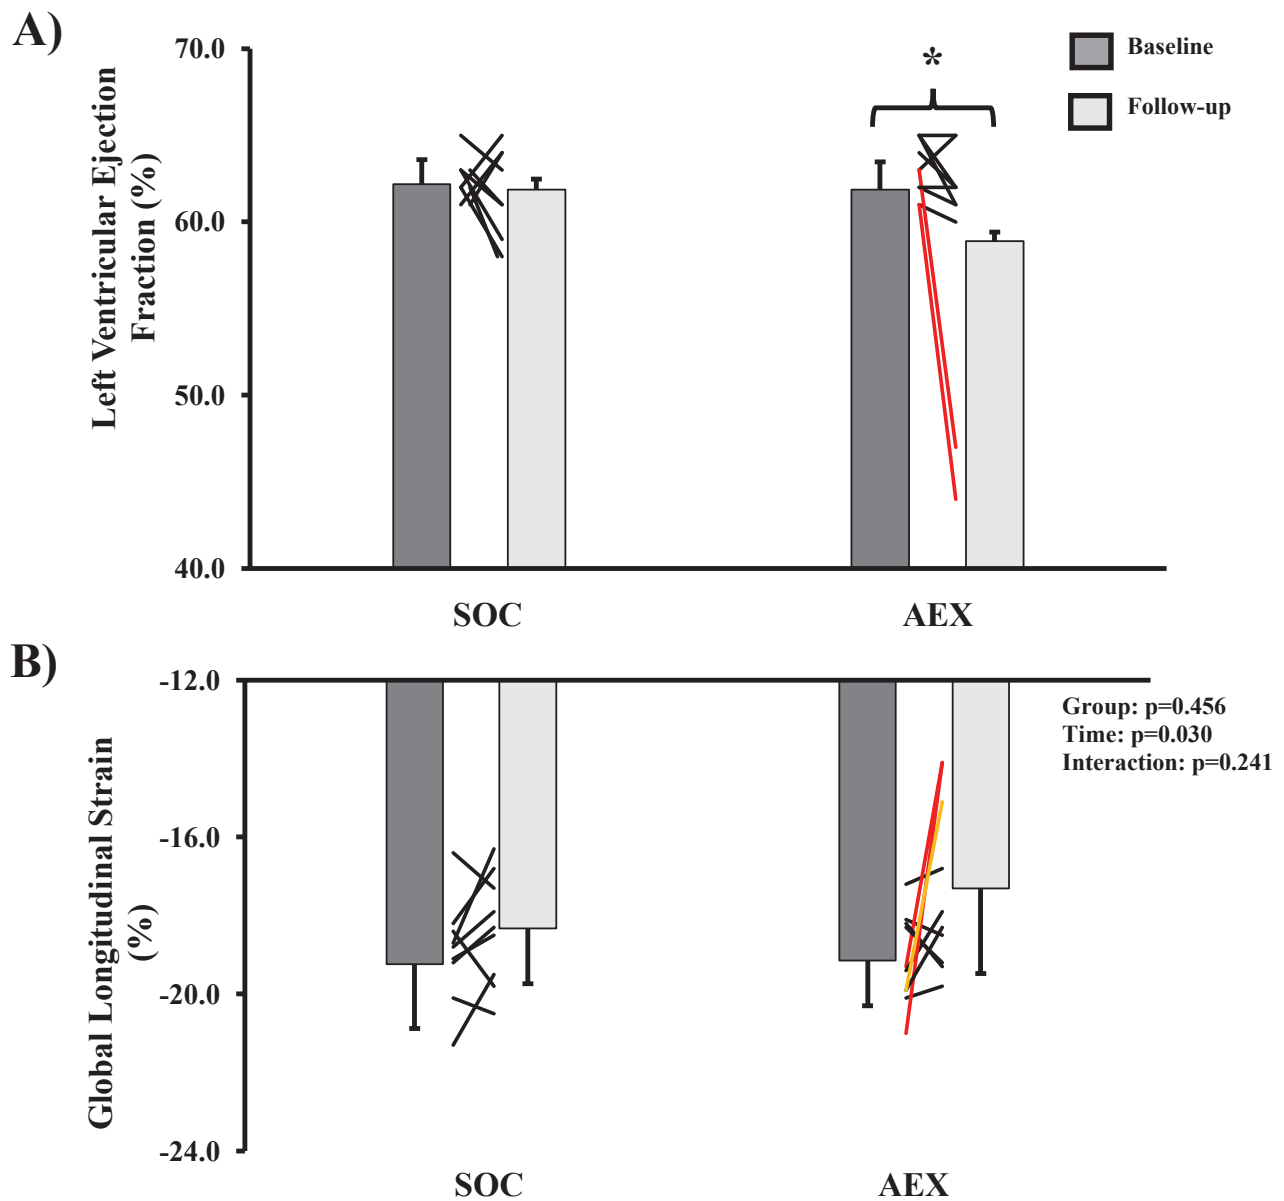 A)
70.0
60.0
50.0
40.0
Left Ventricular Ejection
Fraction (%)
*
Baseline
Follow-up
SOC
AEX
B)
-12.0
-16.0
-20.0
-24.0
Global Longitudinal Strain
(%)
Group: p=0.456
Time: p=0.030
Interaction: p=0.241
SOC
AEX